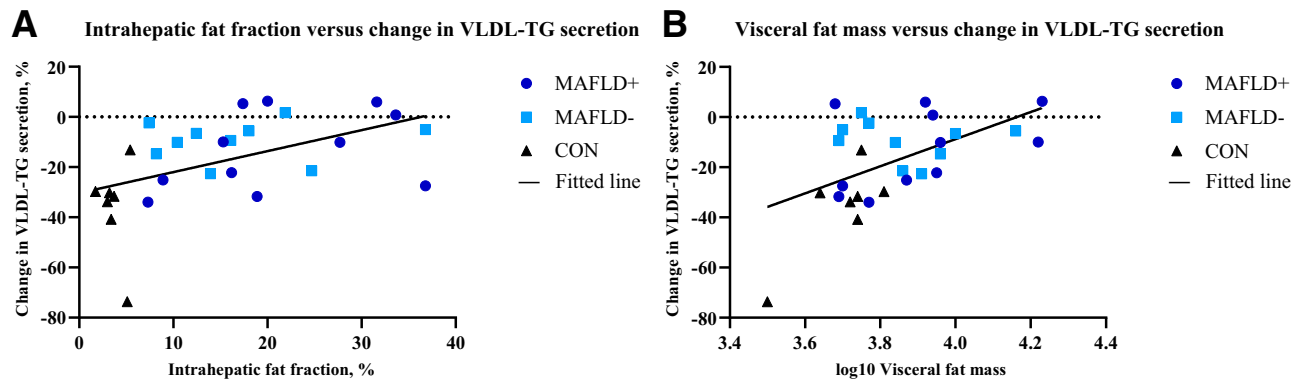 A
Intrahepatic fat fraction versus change in VLDL-TG secretion
Change in VLDL-TG secretion, %
20
0
-20
-40
-60
-80
0
10
20
30
40
Intrahepatic fat fraction, %
MAFLD+
MAFLD-
CON
Fitted line
B
Visceral fat mass versus change in VLDL-TG secretion
Change in VLDL-TG secretion, %
20
0
-20
-40
-60
-80
3.4
3.6
3.8
4.0
4.2
4.4
log10 Visceral fat mass
MAFLD+
MAFLD-
CON
Fitted line